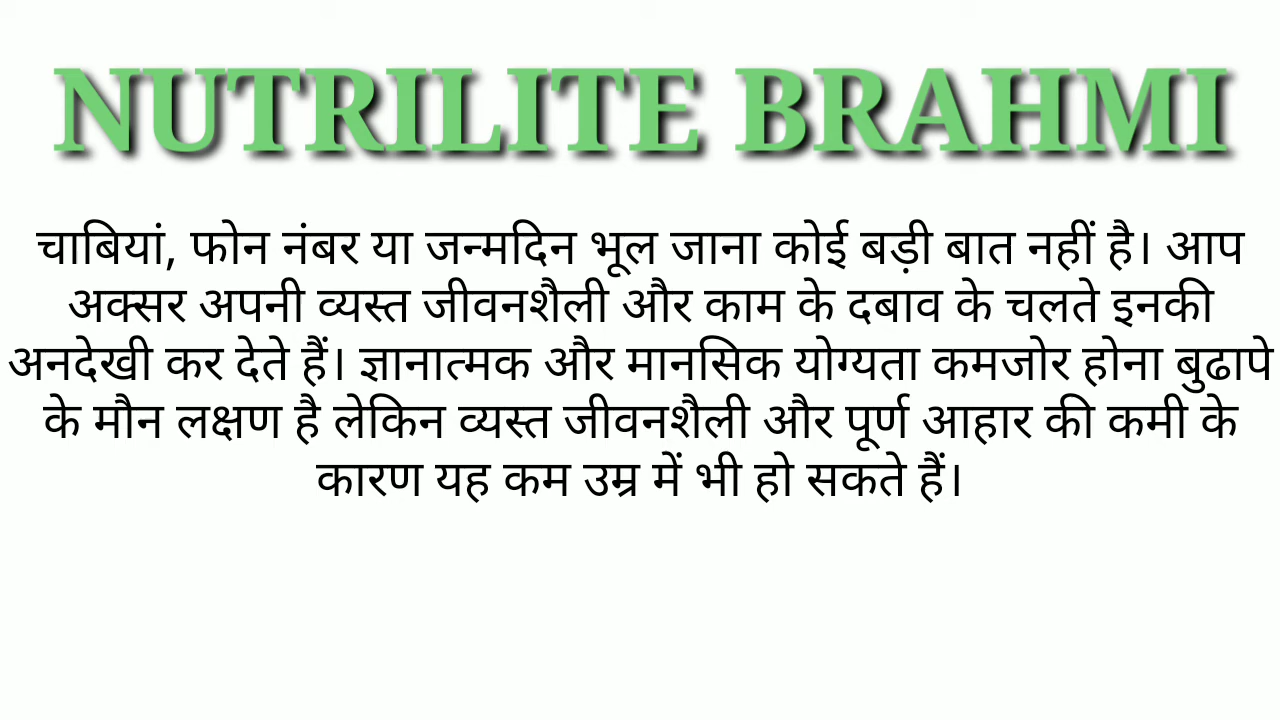 NUTRILITE BRAHMI
चाबियां, फोन नंबर या जन्मदिन भूल जाना कोई बड़ी बात नहीं है। आप
अक्सर अपनी व्यस्त जीवनशैली और काम के दबाव के चलते इनकी
अनदेखी कर देते हैं। ज्ञानात्मक और मानसिक योग्यता कमजोर होना बुढापे
के मौन लक्षण है लेकिन व्यस्त जीवनशैली और पूर्ण आहार की कमी के
कारण यह कम उम्र में भी हो सकते हैं।